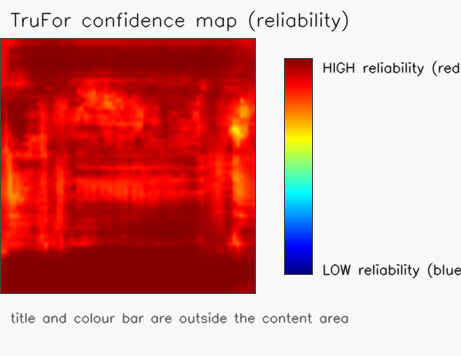 TruFor confidence map (reliability)
HIGH reliability (red
LOW reliability (blue
title and colour bar are outside the content area